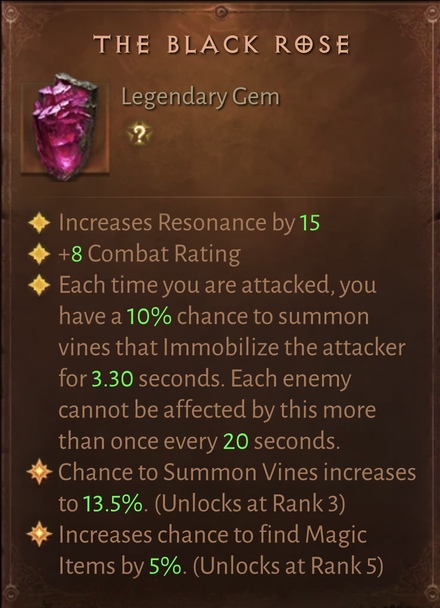 THE BLACK ROSE
Legendary Gem
?
Increases Resonance by 15
+8 Combat Rating
Each time you are attacked, you
have a 10% chance to summon
vines that Immobilize the attacker
for 3.30 seconds. Each enemy
cannot be affected by this more
than once every 20 seconds.
Chance to Summon Vines increases
to 13.5%. (Unlocks at Rank 3)
Increases chance to find Magic
Items by 5%. (Unlocks at Rank 5)